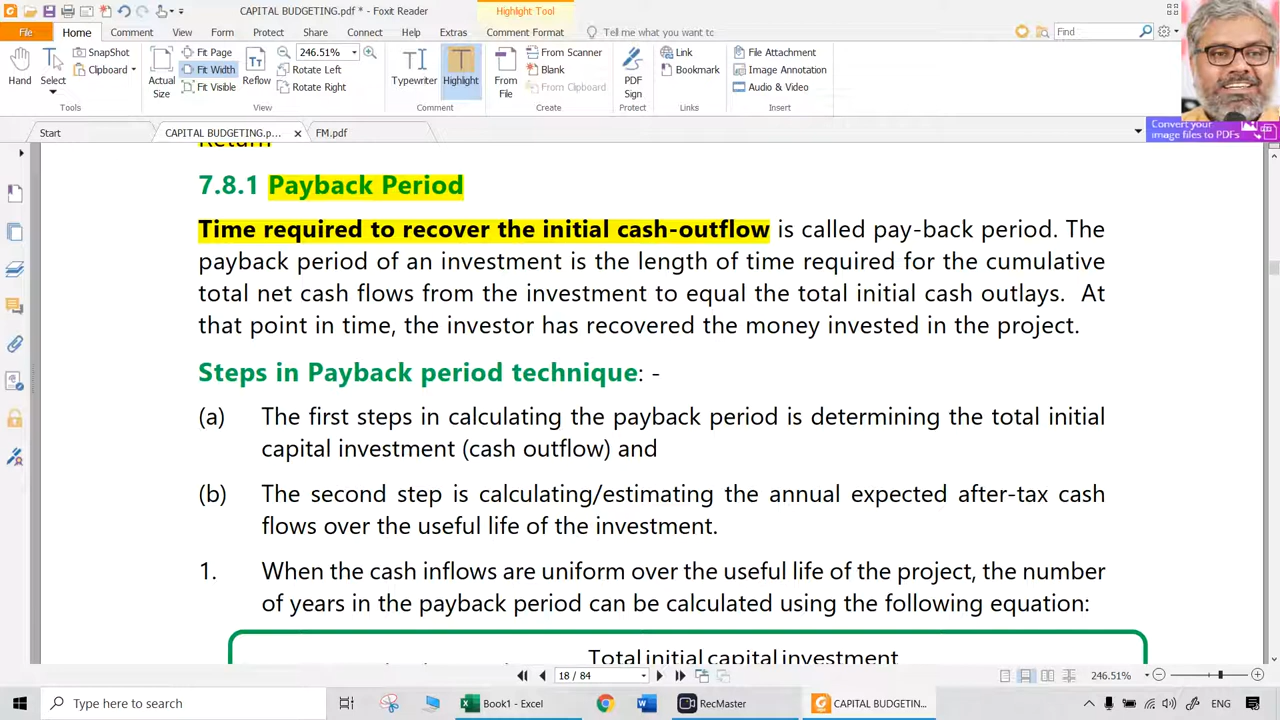 CAPITAL BUDGETING.pdf * - Foxit Reader
Highlight Tool
File Home Comment View Form Protect Share Connect Help Extras Comment Format Tell me what you want to Find
Hand
Select
SnapShot
Clipboard
Actual Size
Fit Page
Fit Width
Fit Visible
Reflow
246.51%
Rotate Left
Rotate Right
Typewriter
Highlight
From File
From Scanner
Blank
From Clipboard
PDF Sign
Link
Bookmark
File Attachment
Image Annotation
Audio & Video
Tools View Comment Create Protect Links Insert
Start CAPITAL BUDGETING.p... FM.pdf
Convert your
image files to PDFs
Return
7.8.1 Payback Period
Time required to recover the initial cash-outflow is called pay-back period. The
payback period of an investment is the length of time required for the cumulative
total net cash flows from the investment to equal the total initial cash outlays. At
that point in time, the investor has recovered the money invested in the project.
Steps in Payback period technique: -
(a) The first steps in calculating the payback period is determining the total initial
capital investment (cash outflow) and
(b) The second step is calculating/estimating the annual expected after-tax cash
flows over the useful life of the investment.
1. When the cash inflows are uniform over the useful life of the project, the number
of years in the payback period can be calculated using the following equation:
Total initial capital investment
18 / 84 246.51%
Type here to search Book1 - Excel RecMaster CAPITAL BUDGETIN... ENG